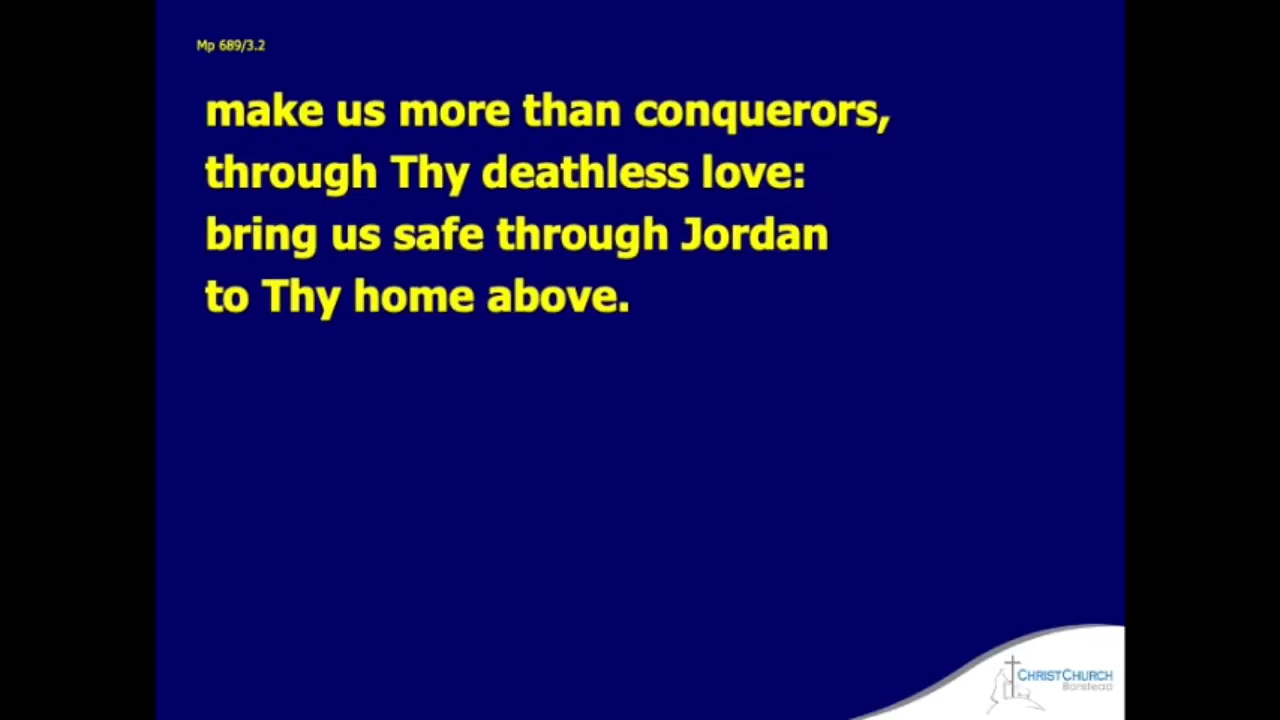 Mp 689/3.2
make us more than conquerors,
through Thy deathless love:
bring us safe through Jordan
to Thy home above.
CHRISTCHURCH
Banstead